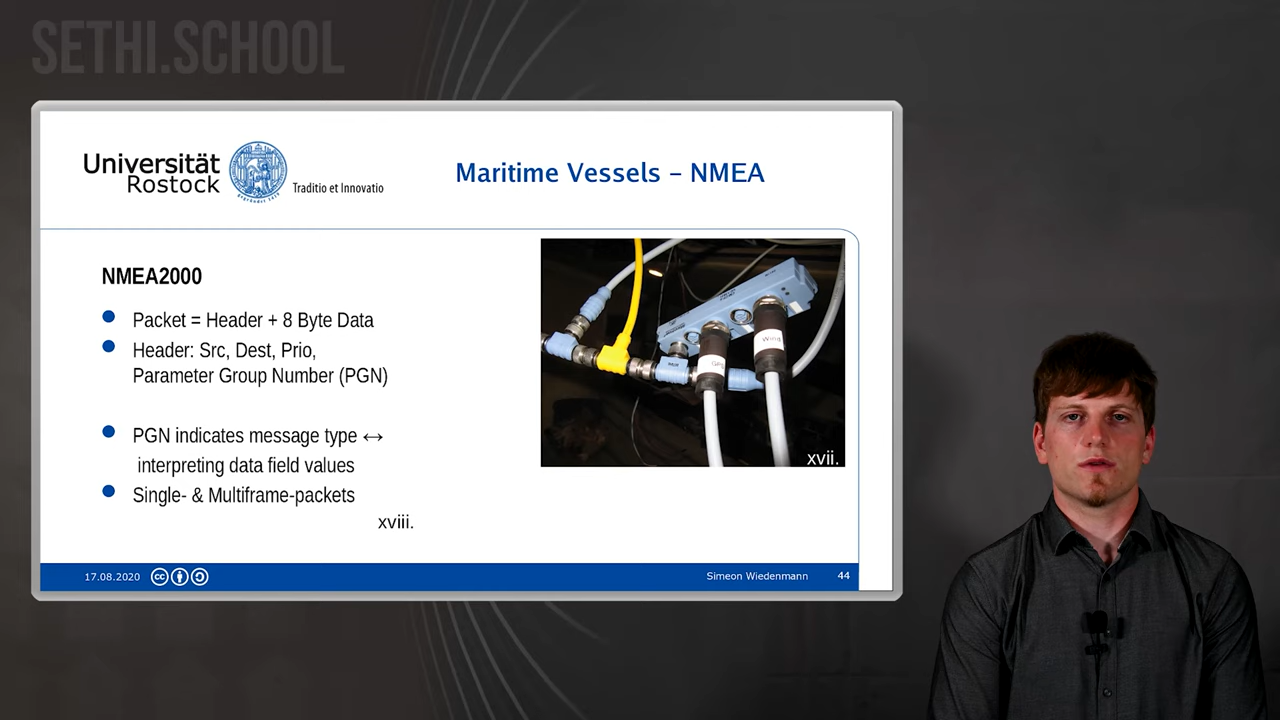 SETHI.SCHOOL
Universität
Rostock
Traditio et Innovatio
Maritime Vessels – NMEA
NMEA2000
Packet = Header + 8 Byte Data
Header: Src, Dest, Prio,
Parameter Group Number (PGN)
PGN indicates message type ↔
interpreting data field values
Single- & Multiframe-packets
xviii.
Wind
xvii.
17.08.2020
cc
Simeon Wiedenmann
44